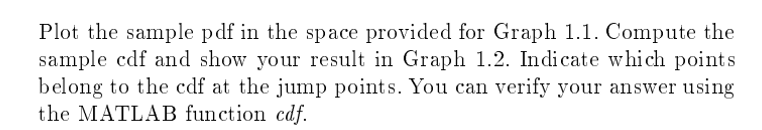 Plot the sample pdf in the space provided for Graph 1.1. Compute the
sample cdf and show your result in Graph 1.2. Indicate which points
belong to the cdf at the jump points. You can verify your answer using
the MATLAB function cdf.